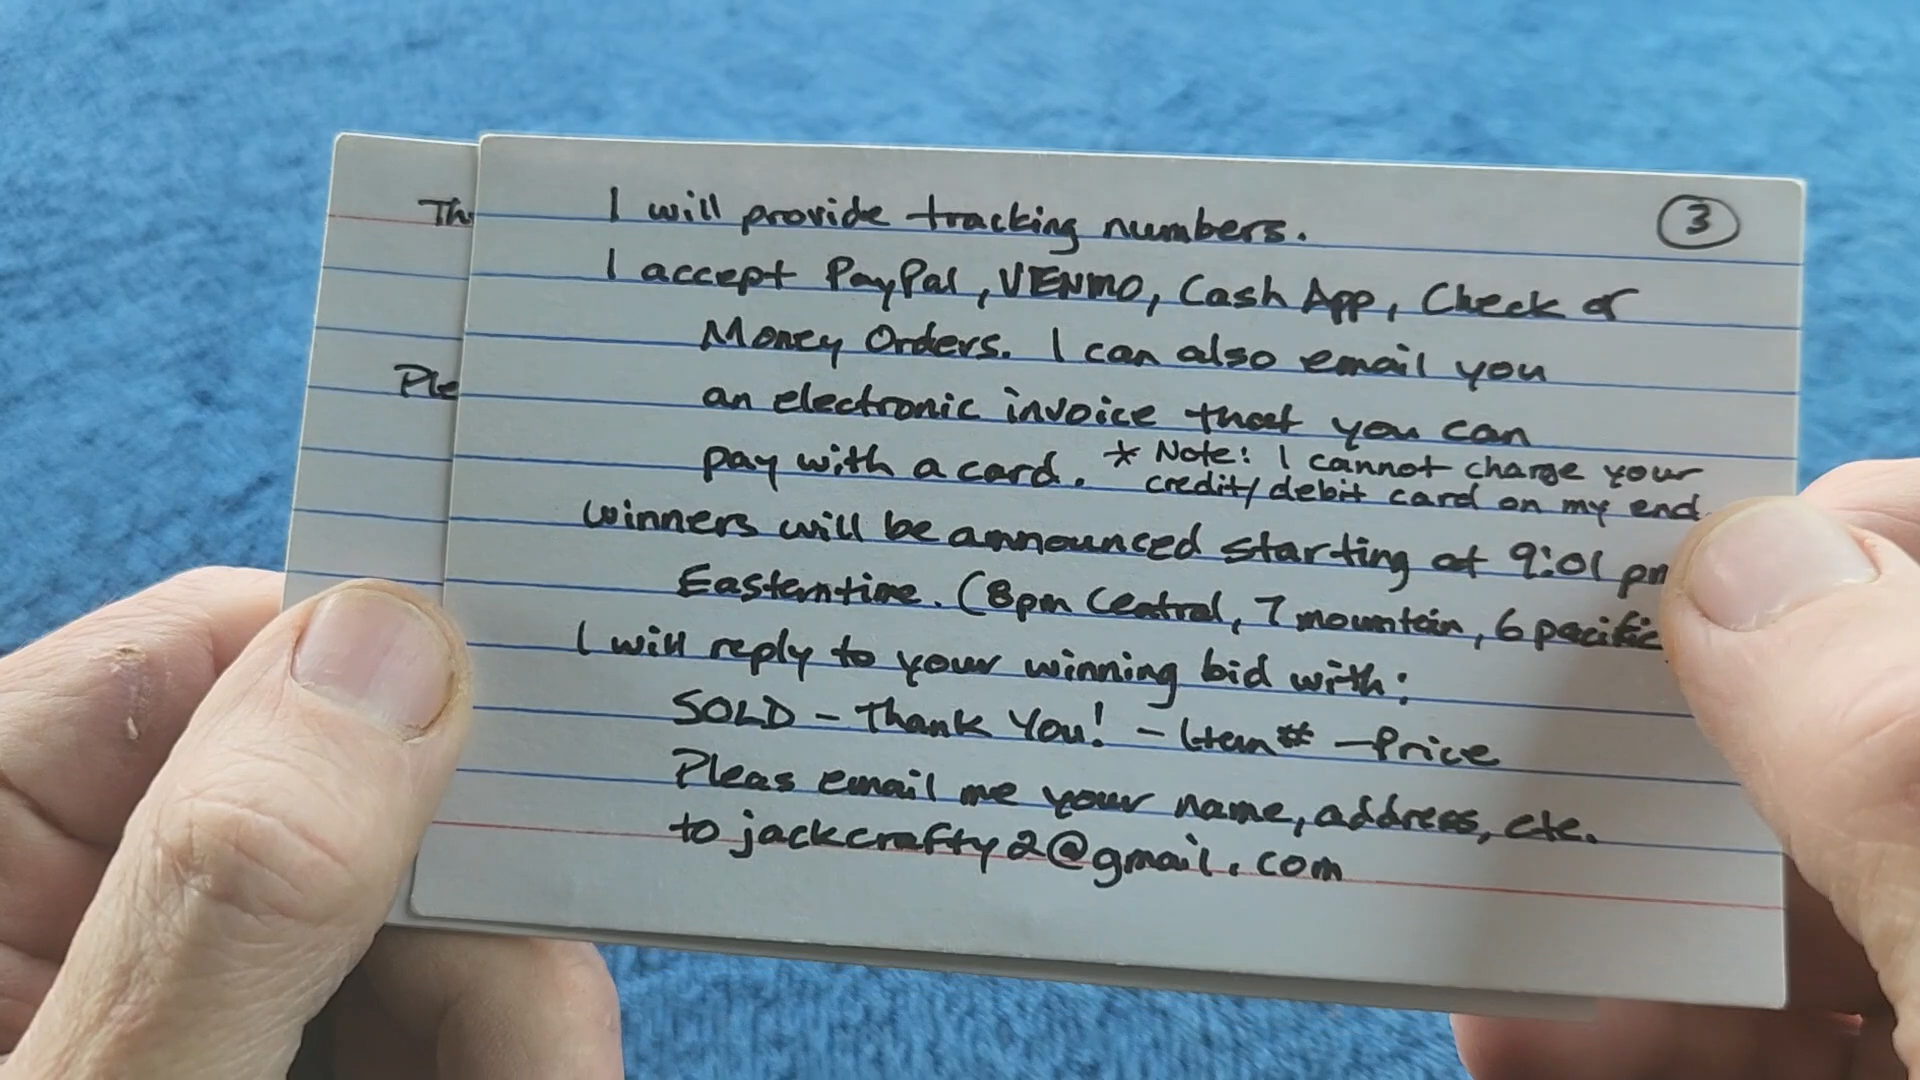 I will provide tracking numbers.
3
I accept PayPal, VENMO, Cash App, Check or
Money Orders. I can also email you
an electronic invoice that you can
pay with a card. * Note: I cannot charge your
credit/debit card on my end.
Winners will be announced starting at 9:01 pm
Eastern time. (8pm Central, 7 mountain, 6 pacific
I will reply to your winning bid with:
SOLD - Thank You! - Item# - Price
Pleas email me your name, address, etc.
to jackcrafty2@gmail.com
Th
Ple